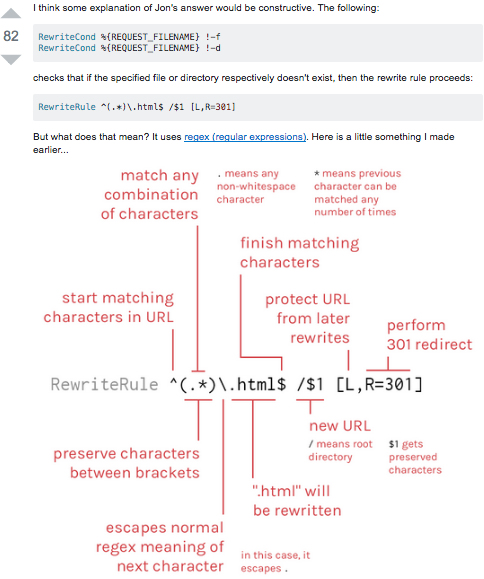 I think some explanation of Jon's answer would be constructive. The following:
82
RewriteCond %{REQUEST_FILENAME} !-f
RewriteCond %{REQUEST_FILENAME} !-d
checks that if the specified file or directory respectively doesn't exist, then the rewrite rule proceeds:
RewriteRule ^(.*)\.html$ /$1 [L,R=301]
But what does that mean? It uses regex (regular expressions). Here is a little something I made
earlier...
match any
combination
of characters
. means any
non-whitespace
character
* means previous
character can be
matched any
number of times
finish matching
characters
start matching
characters in URL
protect URL
from later
rewrites
perform
301 redirect
RewriteRule ^(.*)\.html$ /$1 [L,R=301]
preserve characters
between brackets
new URL
/ means root
directory
$1 gets
preserved
characters
".html" will
be rewritten
escapes normal
regex meaning of
next character
in this case, it
escapes .